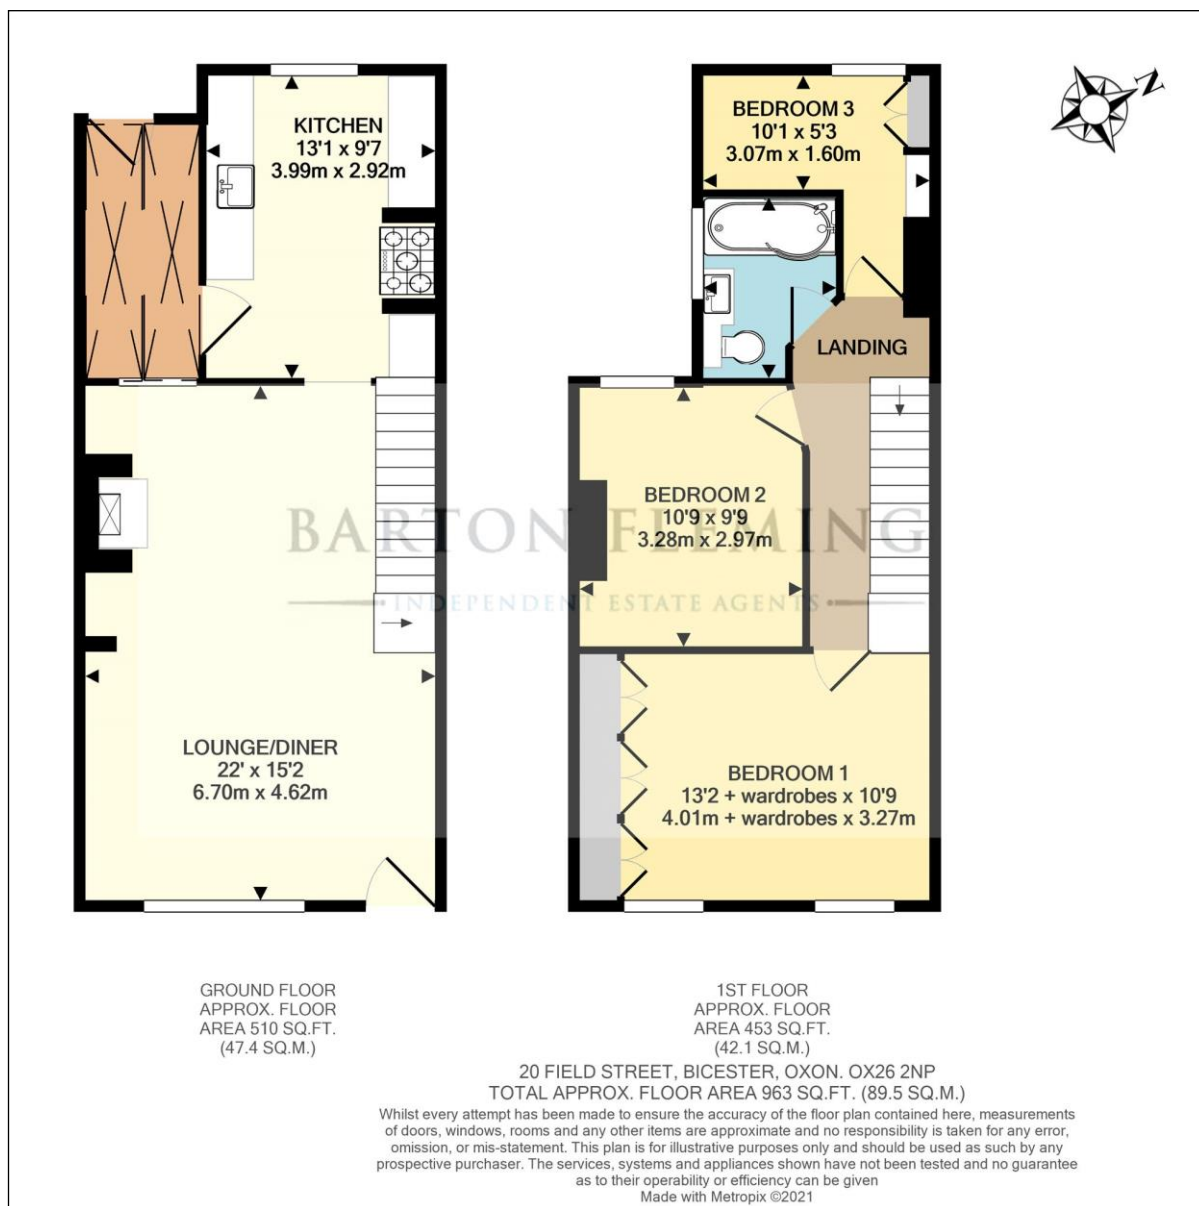 KITCHEN
13'1 x 9'7
3.99m x 2.92m
LOUNGE/DINER
22' x 15'2
6.70m x 4.62m
BEDROOM 3
10'1 x 5'3
3.07m x 1.60m
N
LANDING
BEDROOM 2
10'9 x 9'9
3.28m x 2.97m
BARTON FLEMING
INDEPENDENT ESTATE AGENTS
BEDROOM 1
13'2 + wardrobes x 10'9
4.01m + wardrobes x 3.27m
GROUND FLOOR
APPROX. FLOOR
AREA 510 SQ.FT.
(47.4 SQ.M.)
1ST FLOOR
APPROX. FLOOR
AREA 453 SQ.FT.
(42.1 SQ.M.)
20 FIELD STREET, BICESTER, OXON. OX26 2NP
TOTAL APPROX. FLOOR AREA 963 SQ.FT. (89.5 SQ.M.)
Whilst every attempt has been made to ensure the accuracy of the floor plan contained here, measurements
of doors, windows, rooms and any other items are approximate and no responsibility is taken for any error,
omission, or mis-statement. This plan is for illustrative purposes only and should be used as such by any
prospective purchaser. The services, systems and appliances shown have not been tested and no guarantee
as to their operability or efficiency can be given
Made with Metropix ©2021